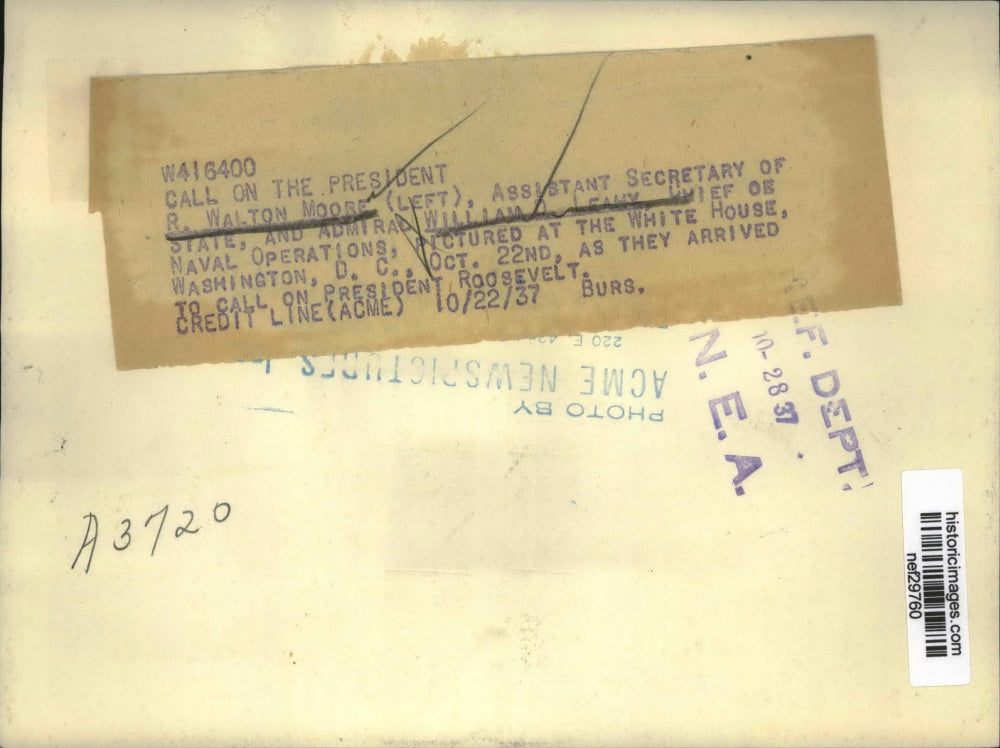 W416400
CALL ON THE PRESIDENT
R. WALTON MOORE (LEFT), ASSISTANT SECRETARY OF
STATE, AND ADMIRAL WILLIAM LEAHY, CHIEF OB
NAVAL OPERATIONS, PICTURED AT THE WHITE HOUSE,
WASHINGTON, D. C., OCT. 22ND, AS THEY ARRIVED
TO CALL ON PRESIDENT ROOSEVELT.
CREDIT LINE(ACME) 10/22/37 BURS.
PHOTO BY
ACME NEWSPICTURES
220 E.
REF. DEPT.
10-28 37
N. E. A.
A3720
historicimages.com
nef29760